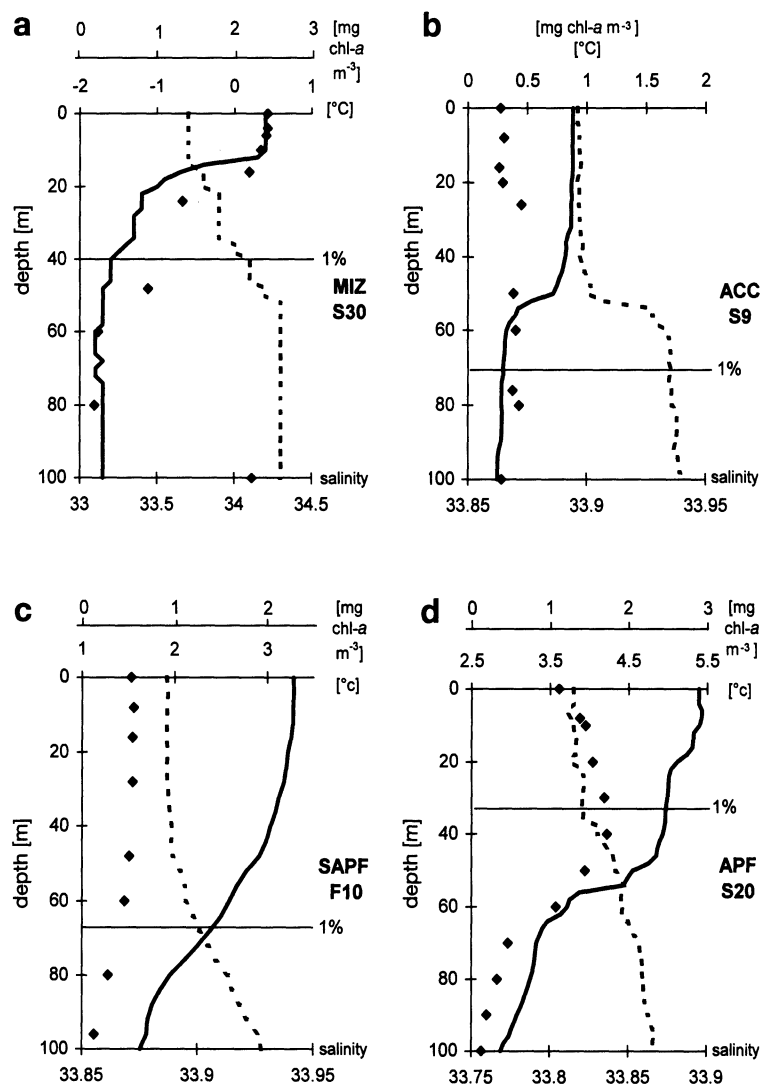 a
0 1 2 3 [mg
chl-a
m-3]
-2 -1 0 1
[°C]
0
20
40
60
80
100
depth [m]
1%
MIZ
S30
salinity
33 33.5 34 34.5
b
[mg chl-a m-3]
[°C]
0 0.5 1 1.5 2
0
20
40
60
80
100
depth [m]
ACC
S9
1%
salinity
33.85 33.9 33.95
c
0 1 2 [mg
chl-a
m-3]
1 2 3
[°c]
0
20
40
60
80
100
depth [m]
SAPF
F10
1%
salinity
33.85 33.9 33.95
d
0 1 2 3 [mg
chl-a
m-3]
2.5 3.5 4.5 5.5
[°c]
0
20
40
60
80
100
depth [m]
1%
APF
S20
salinity
33.75 33.8 33.85 33.9